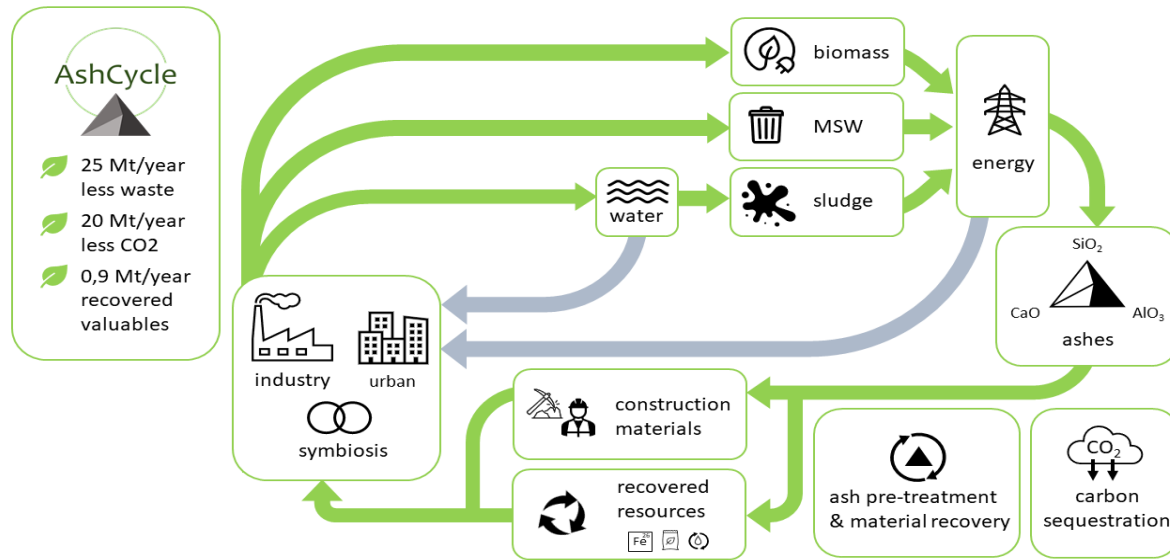 AshCycle
25 Mt/year
less waste
20 Mt/year
less CO2
0,9 Mt/year
recovered
valuables
biomass
MSW
water
sludge
energy
SiO₂
CaO
AlO₃
ashes
industry
urban
symbiosis
construction
materials
recovered
resources
Fe
ash pre-treatment
& material recovery
CO₂
carbon
sequestration